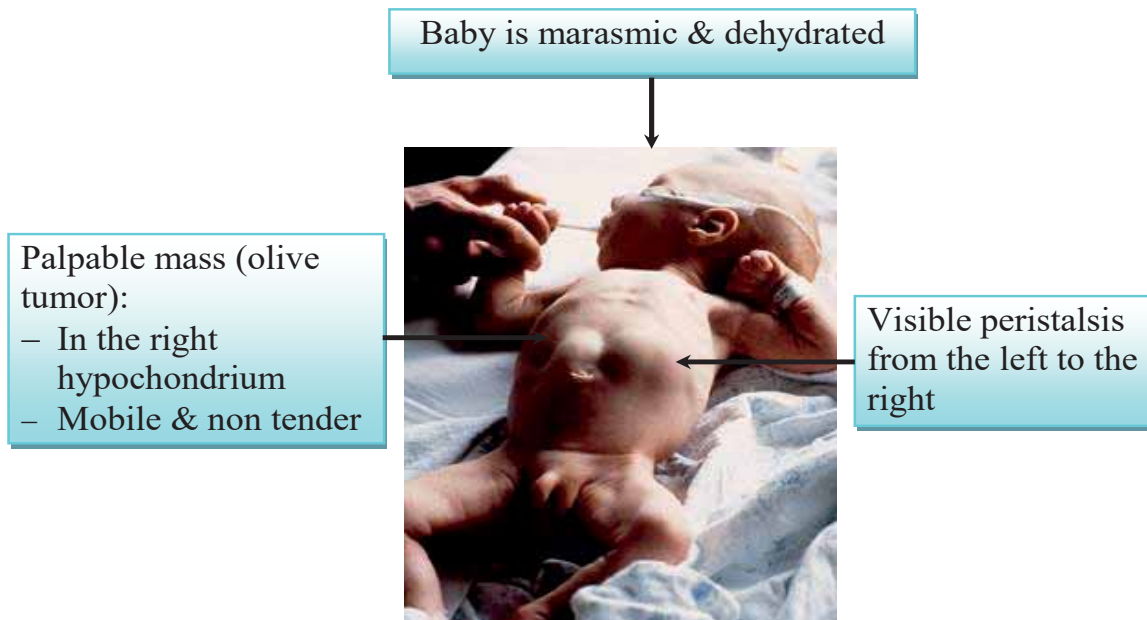 Baby is marasmic & dehydrated
Palpable mass (olive
tumor):
– In the right
hypochondrium
– Mobile & non tender
Visible peristalsis
from the left to the
right